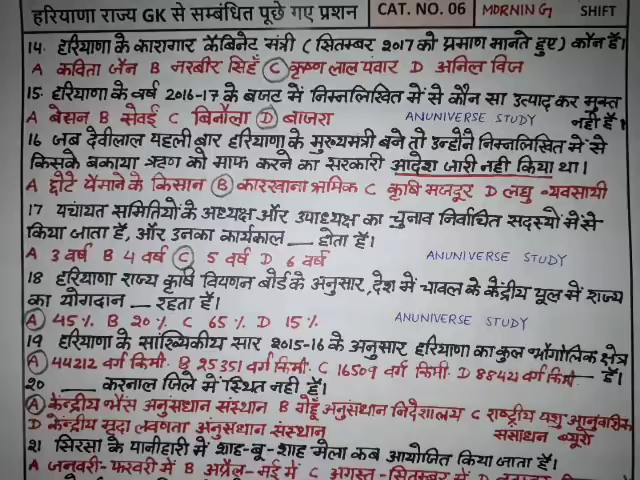 हरियाणा राज्य GK से सम्बंधित पूछे गए प्रशन CAT. NO. 06 MORNING SHIFT
14. हरियाणा के कारागार कैबिनेट मंत्री (सितम्बर 2017 को प्रमाण मानते हुए) कौन है।
A कविता जैन B नरबीर सिहँ C कृष्ण लाल पंवार D अनिल विज
15. हरियाणा के वर्ष 2016-17 के बजट में निम्नलिखित में से कौन सा उत्पाद कर मुक्त नही है।
A बेसन B सेवई C बिनौला D बाजरा ANUNIVERSE STUDY
16 जब देवीलाल पहली बार हरियाणा के मुख्यमंत्री बने तो उन्होंने निम्नलिखित में से
किसके बकाया ऋण को माफ करने का सरकारी आदेश जारी नही किया था।
A छोटे पैमाने के किसान B कारखाना श्रमिक C कृषि मजदूर D लघु व्यवसायी
17 पंचायत समितियों के अध्यक्ष और उपाध्यक्ष का चुनाव निर्वाचित सदस्यो में से
किया जाता है, और उनका कार्यकाल ___ होता है।
A 3 वर्ष B 4 वर्ष C 5 वर्ष D 6 वर्ष ANUNIVERSE STUDY
18 हरियाणा राज्य कृषि विपणन बोर्ड के अनुसार, देश में चावल के केंद्रीय पूल में राज्य
का योगदान ___ रहता है।
A 45% B 20% C 65% D 15% ANUNIVERSE STUDY
19 हरियाणा के सांख्यिकीय सार 2015-16 के अनुसार हरियाणा का कुल भौगोलिक क्षेत्र ___ है।
A 44212 वर्ग किमी. B 25351 वर्ग किमी. C 16509 वर्ग किमी. D 88424 वर्ग किमी
20 ___ करनाल जिले में स्थित नही है।
A केन्द्रीय भैंस अनुसंधान संस्थान B गेहूँ अनुसंधान निदेशालय C राष्ट्रीय पशु आनुवंशिक संसाधन ब्यूरो
D केन्द्रीय मृदा लवणता अनुसंधान संस्थान
21 सिरसा के पानीहारी में शाह-बू-शाह मेला कब आयोजित किया जाता है।
A जनवरी-फरवरी में B अप्रैल-मई में C अगस्त-सितम्बर में D